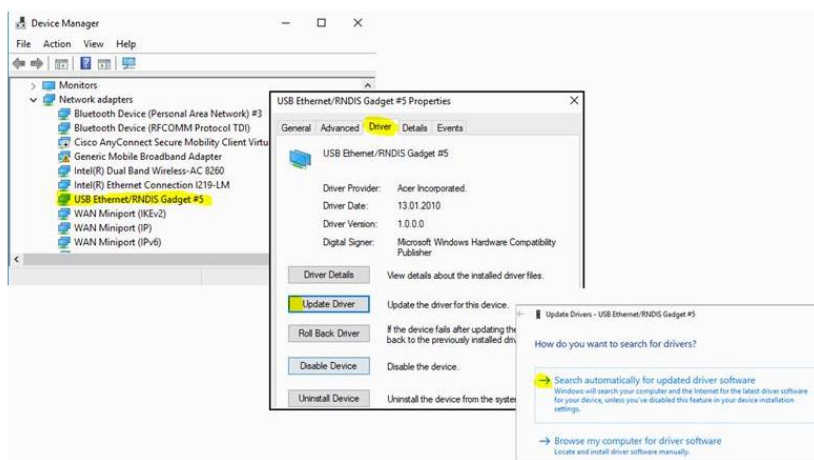 Device Manager
File Action View Help
Monitors
Network adapters
Bluetooth Device (Personal Area Network) #3
Bluetooth Device (RFCOMM Protocol TDI)
Cisco AnyConnect Secure Mobility Client Virtu
Generic Mobile Broadband Adapter
Intel(R) Dual Band Wireless-AC 8260
Intel(R) Ethernet Connection I219-LM
USB Ethernet/RNDIS Gadget #5
WAN Miniport (IKEv2)
WAN Miniport (IP)
WAN Miniport (IPv6)
USB Ethernet/RNDIS Gadget #5 Properties
General Advanced Driver Details Events
USB Ethernet/RNDIS Gadget #5
Driver Provider: Acer Incorporated.
Driver Date: 13.01.2010
Driver Version: 1.0.0.0
Digital Signer: Microsoft Windows Hardware Compatibility
Publisher
Driver Details View details about the installed driver files.
Update Driver Update the driver for this device.
Roll Back Driver If the device fails after updating the
back to the previously installed driv
Disable Device Disable the device.
Uninstall Device Uninstall the device from the system
Update Drivers - USB Ethernet/RNDIS Gadget #5
How do you want to search for drivers?
Search automatically for updated driver software
Windows will search your computer and the Internet for the latest driver software
for your device, unless you've disabled this feature in your device installation
settings.
Browse my computer for driver software
Locate and install driver software manually.